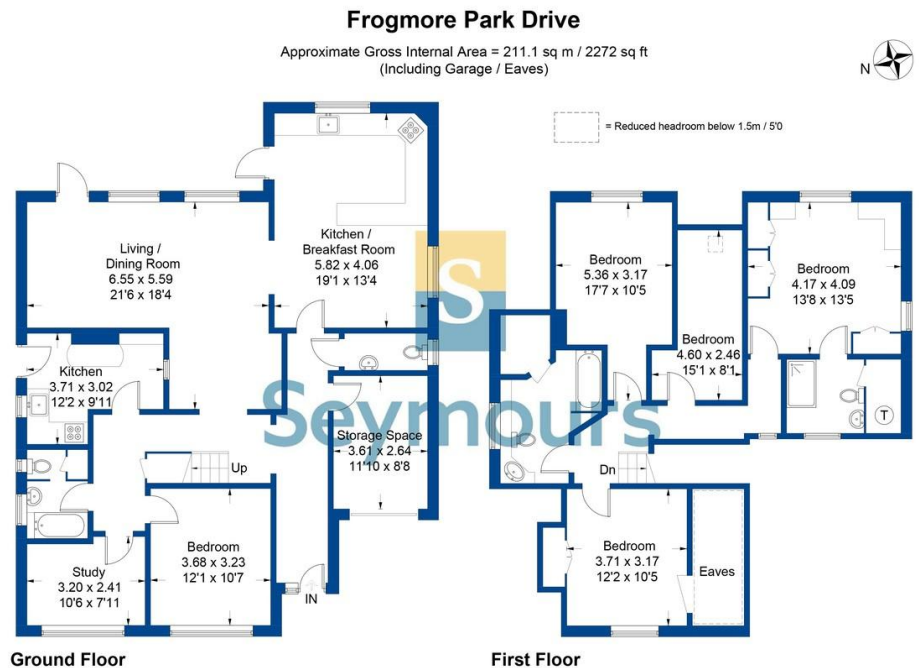 Frogmore Park Drive
Approximate Gross Internal Area = 211.1 sq m / 2272 sq ft
(Including Garage / Eaves)
N
= Reduced headroom below 1.5m / 5'0
Living /
Dining Room
6.55 x 5.59
21'6 x 18'4
Kitchen /
Breakfast Room
5.82 x 4.06
19'1 x 13'4
Kitchen
3.71 x 3.02
12'2 x 9'11
Storage Space
3.61 x 2.64
11'10 x 8'8
Up
Bedroom
3.68 x 3.23
12'1 x 10'7
Study
3.20 x 2.41
10'6 x 7'11
IN
Ground Floor
Bedroom
5.36 x 3.17
17'7 x 10'5
Bedroom
4.60 x 2.46
15'1 x 8'1
Bedroom
4.17 x 4.09
13'8 x 13'5
T
Dn
Bedroom
3.71 x 3.17
12'2 x 10'5
Eaves
First Floor
S
Seymours